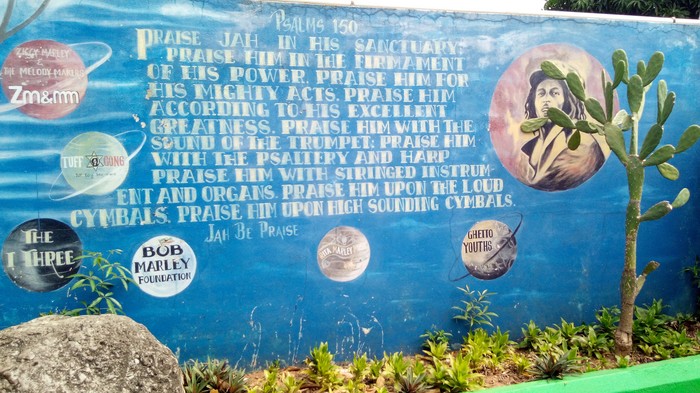 PSALMS 150
PRAISE JAH IN HIS SANCTUARY:
PRAISE HIM IN THE FIRMAMENT
OF HIS POWER. PRAISE HIM FOR
HIS MIGHTY ACTS. PRAISE HIM
ACCORDING TO HIS EXCELLENT
GREATNESS. PRAISE HIM WITH THE
SOUND OF THE TRUMPET: PRAISE HIM
WITH THE PSALTERY AND HARP
PRAISE HIM WITH STRINGED INSTRUM-
ENT AND ORGANS. PRAISE HIM UPON THE LOUD
CYMBALS. PRAISE HIM UPON HIGH SOUNDING CYMBALS.
JAH BE PRAISE
ZIGGY MARLEY
&
THE MELODY MAKERS
Zm&mm
TUFF GONG
THE
I THREE
BOB
MARLEY
FOUNDATION
MARLEY
GHETTO
YOUTHS